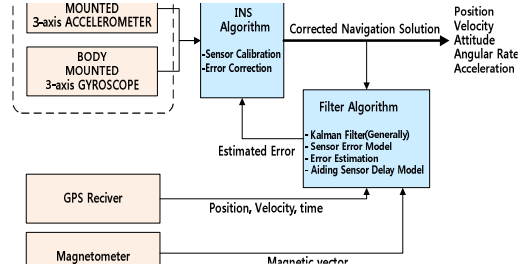 MOUNTED
3-axis ACCELEROMETER
BODY
MOUNTED
3-axis GYROSCOPE
INS
Algorithm
-Sensor Calibration
-Error Correction
Corrected Navigation Solution
Position
Velocity
Attitude
Angular Rate
Acceleration
Filter Algorithm
- Kalman Filter(Generally)
- Sensor Error Model
- Error Estimation
- Aiding Sensor Delay Model
Estimated Error
GPS Reciver
Position, Velocity, time
Magnetometer
Magnetic vector